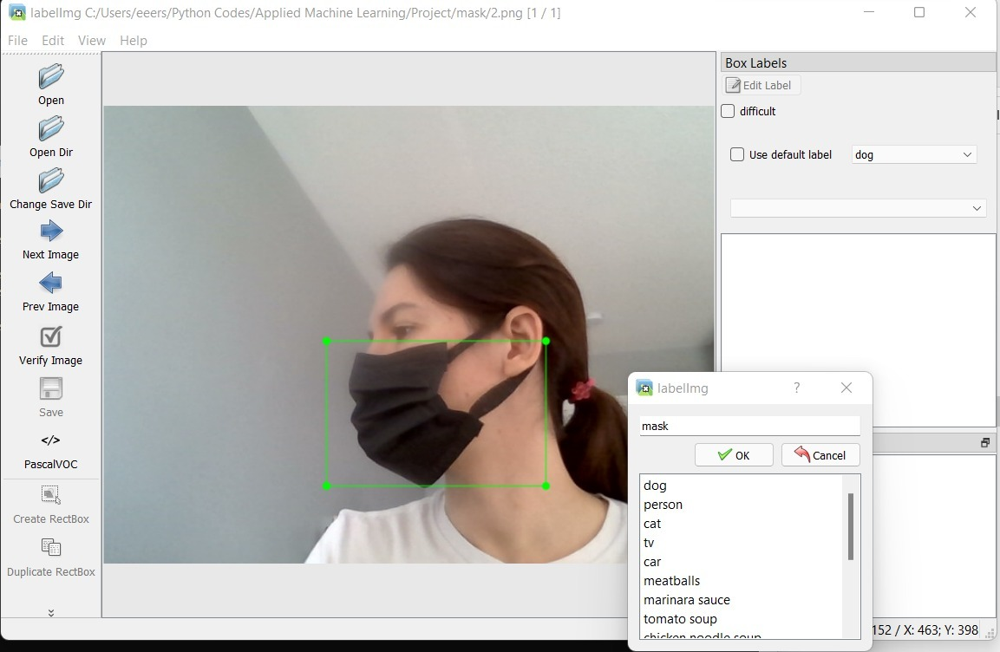 labelImg C:/Users/eeers/Python Codes/Applied Machine Learning/Project/mask/2.png [1 / 1]
File Edit View Help
Open
Open Dir
Change Save Dir
Next Image
Prev Image
Verify Image
Save
</>
PascalVOC
Create RectBox
Duplicate RectBox
Box Labels
Edit Label
difficult
Use default label dog
labelImg ?
mask
OK Cancel
dog
person
cat
tv
car
meatballs
marinara sauce
tomato soup
chicken noodle soup
152 / X: 463; Y: 398